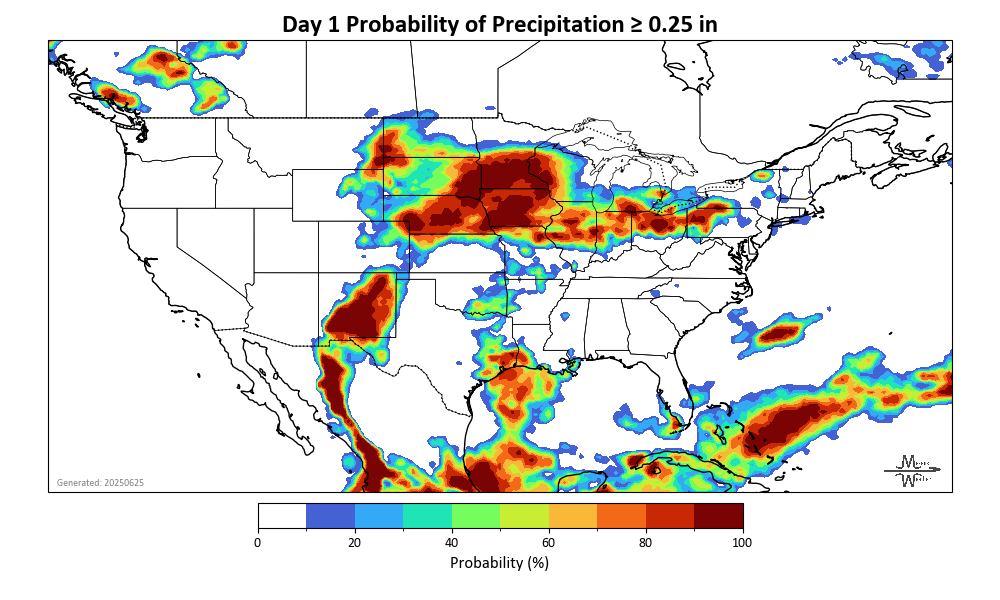 Day 1 Probability of Precipitation ≥ 0.25 in
Generated: 20250625
0 20 40 60 80 100
Probability (%)